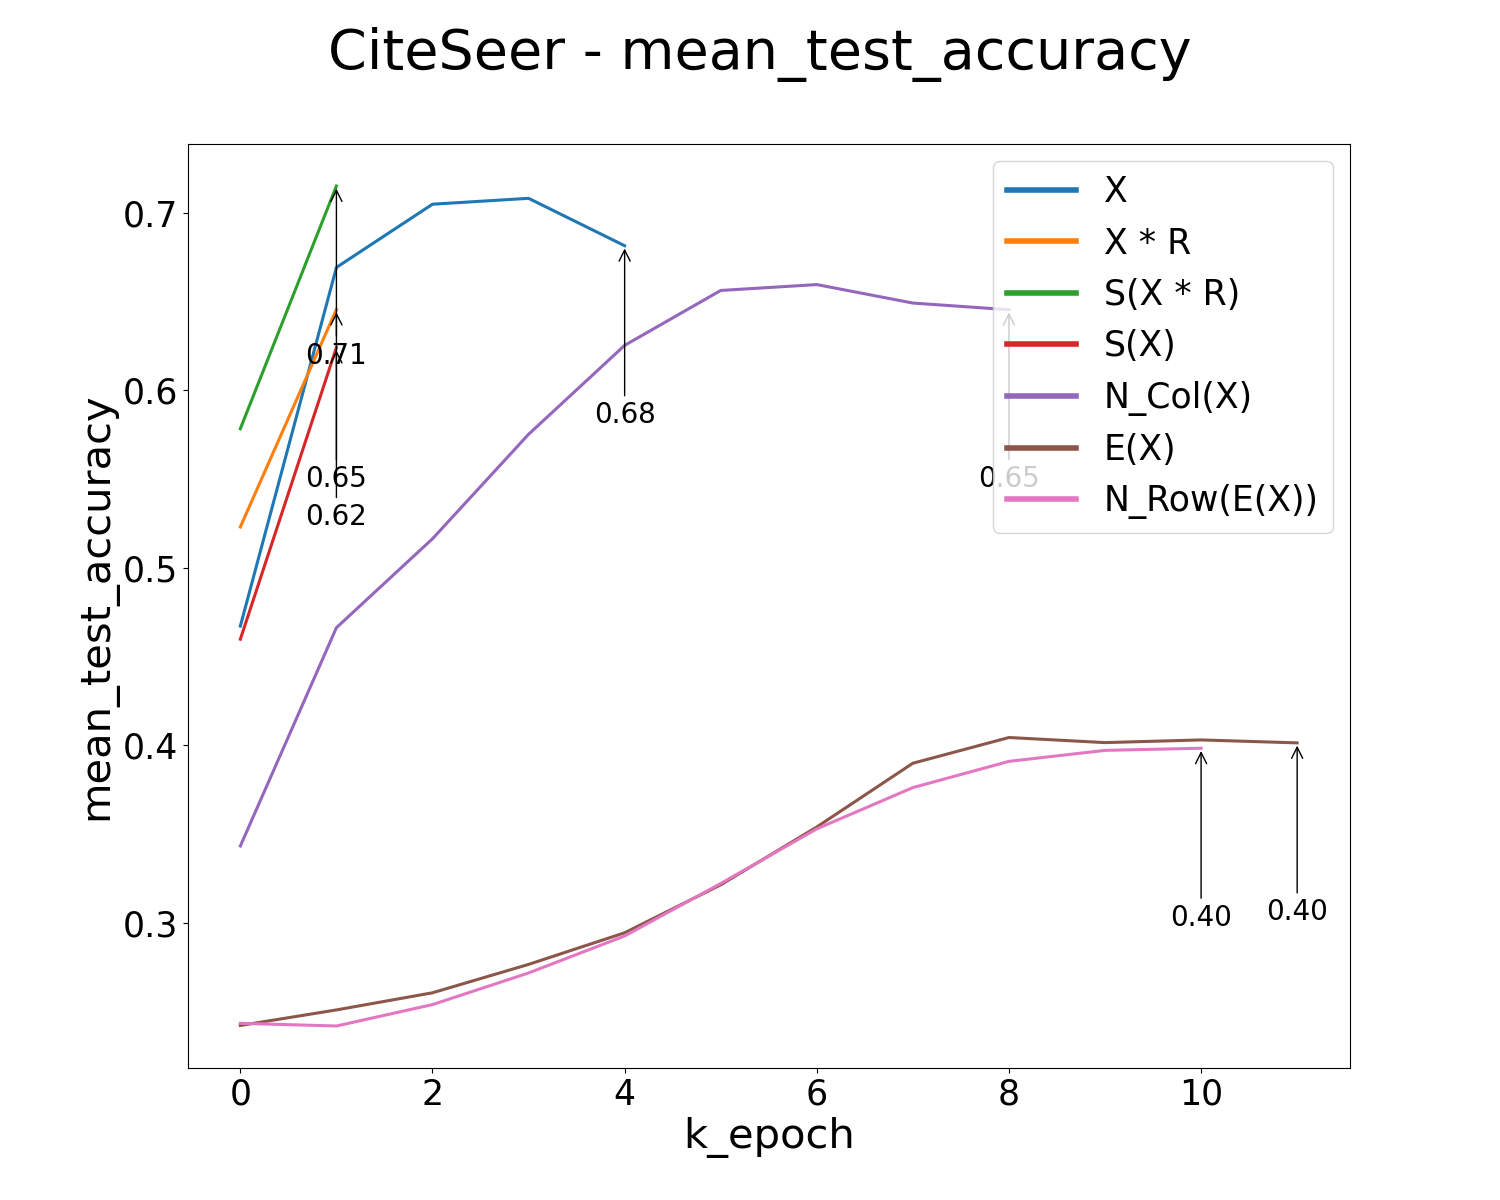 CiteSeer - mean_test_accuracy
mean_test_accuracy
0.7
0.6
0.5
0.4
0.3
0.71
0.65
0.62
0.68
0.65
0.40
0.40
X
X * R
S(X * R)
S(X)
N_Col(X)
E(X)
N_Row(E(X))
0 2 4 6 8 10
k_epoch